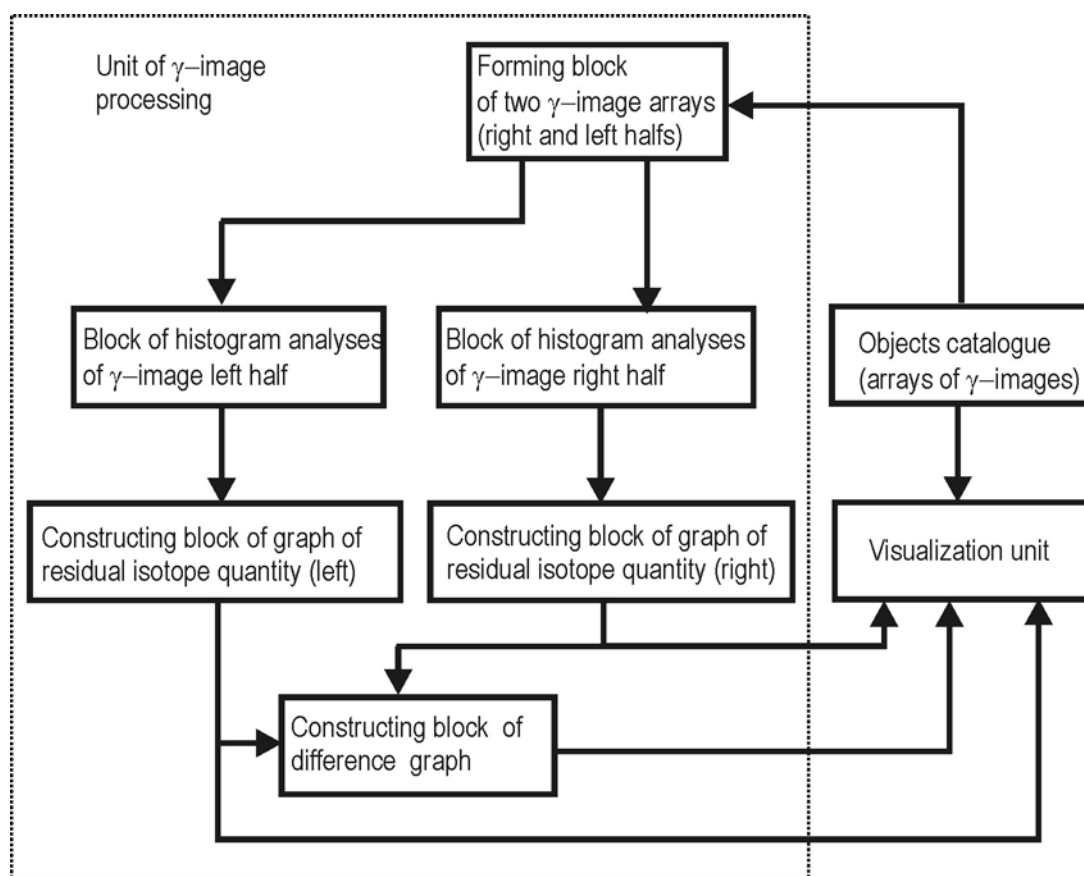 Unit of γ–image
processing
Forming block
of two γ–image arrays
(right and left halfs)
Block of histogram analyses
of γ–image left half
Block of histogram analyses
of γ–image right half
Objects catalogue
(arrays of γ–images)
Constructing block of graph of
residual isotope quantity (left)
Constructing block of graph of
residual isotope quantity (right)
Visualization unit
Constructing block of
difference graph